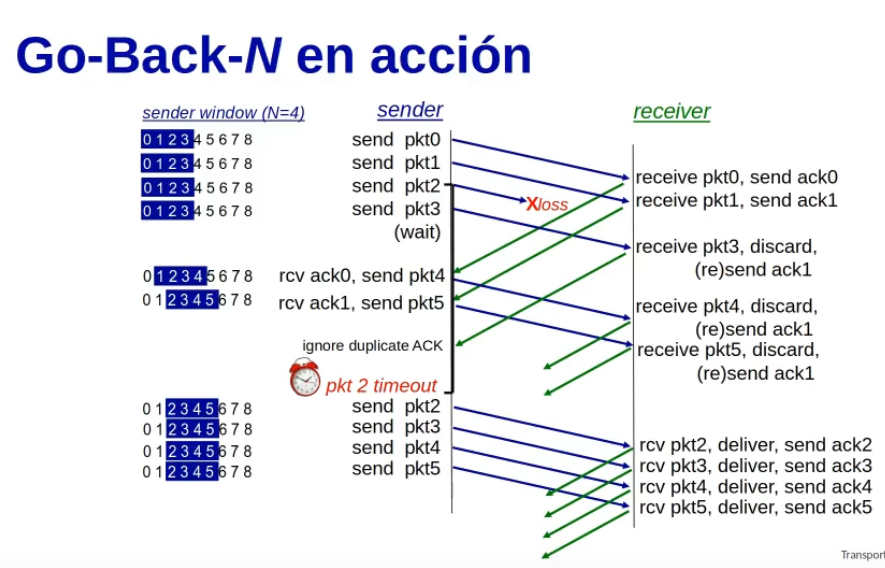 Go-Back-N en acción
sender window (N=4) sender receiver
0 1 2 3 4 5 6 7 8 send pkt0
0 1 2 3 4 5 6 7 8 send pkt1
receive pkt0, send ack0
0 1 2 3 4 5 6 7 8 send pkt2
receive pkt1, send ack1
Xloss
0 1 2 3 4 5 6 7 8 send pkt3
(wait)
receive pkt3, discard,
(re)send ack1
0 1 2 3 4 5 6 7 8 rcv ack0, send pkt4
0 1 2 3 4 5 6 7 8 rcv ack1, send pkt5
receive pkt4, discard,
(re)send ack1
ignore duplicate ACK
receive pkt5, discard,
(re)send ack1
pkt 2 timeout
0 1 2 3 4 5 6 7 8 send pkt2
0 1 2 3 4 5 6 7 8 send pkt3
0 1 2 3 4 5 6 7 8 send pkt4
0 1 2 3 4 5 6 7 8 send pkt5
rcv pkt2, deliver, send ack2
rcv pkt3, deliver, send ack3
rcv pkt4, deliver, send ack4
rcv pkt5, deliver, send ack5
Transport